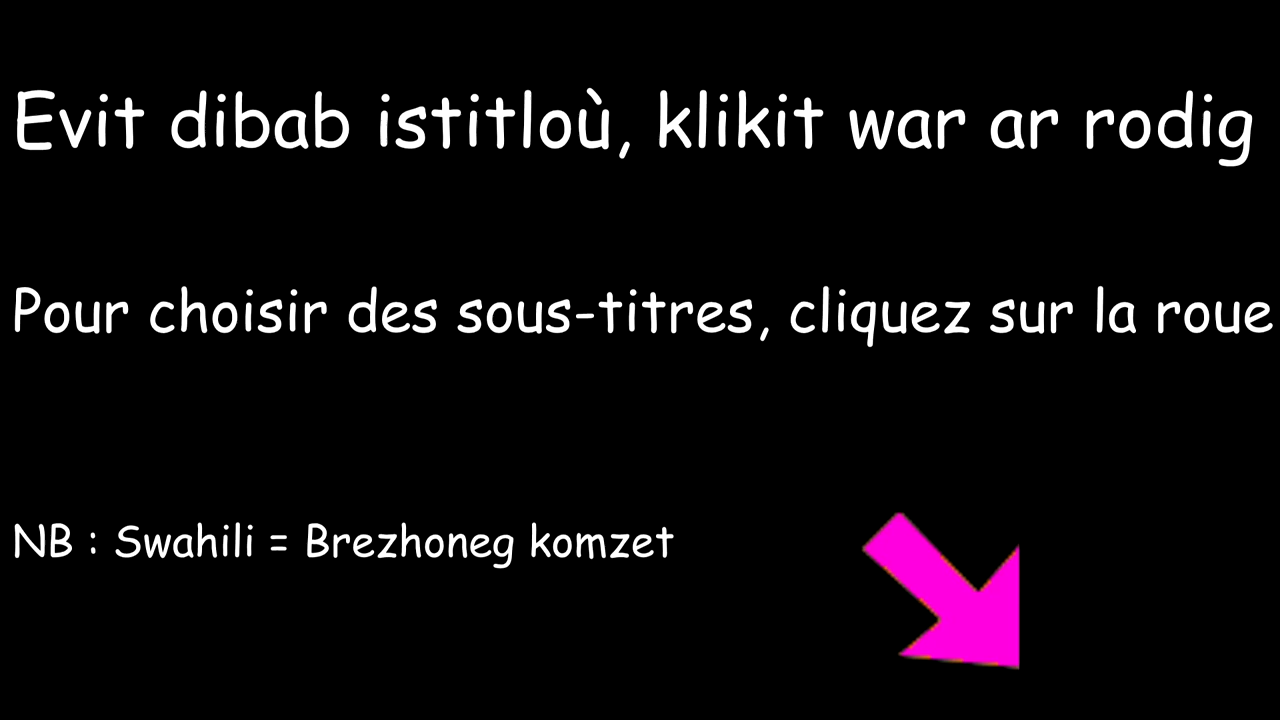 Evit dibab istitloù, klikit war ar rodig
Pour choisir des sous-titres, cliquez sur la roue
NB : Swahili = Brezhoneg komzet